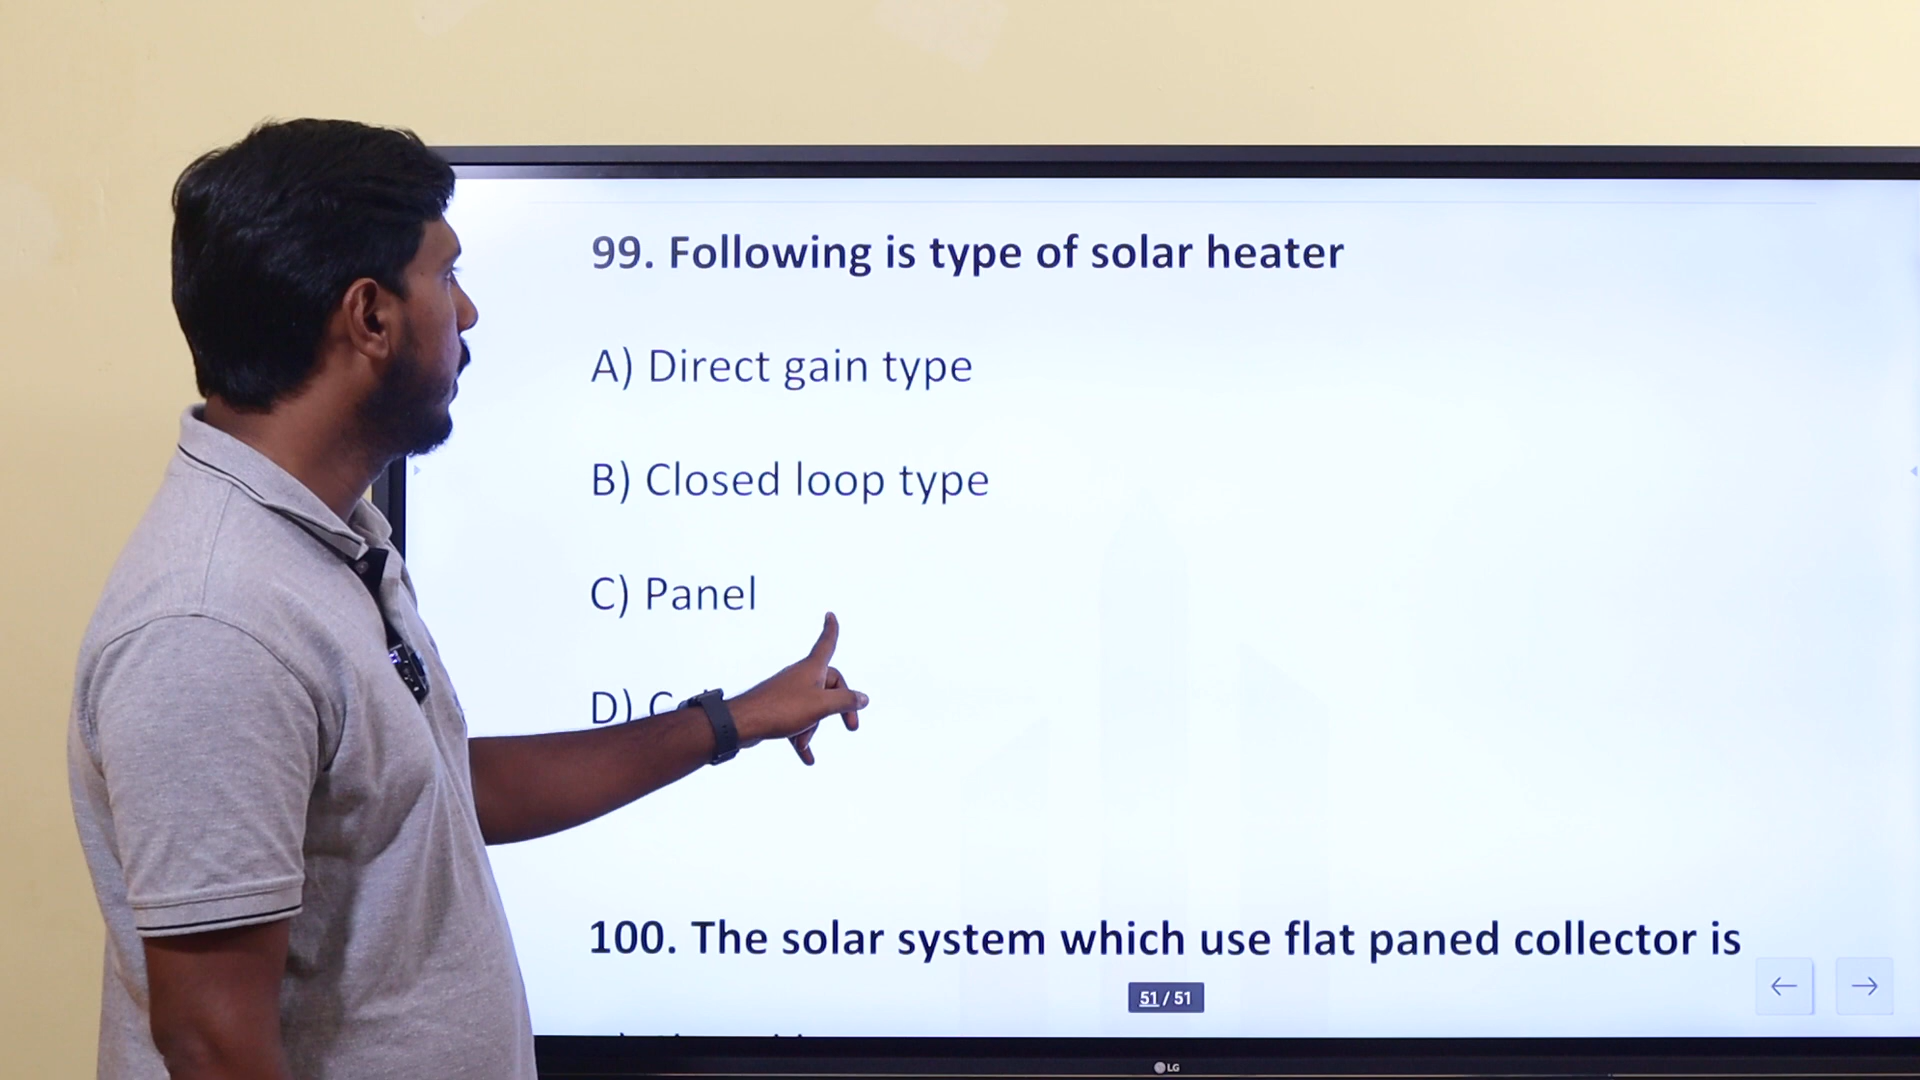 99. Following is type of solar heater
A) Direct gain type
B) Closed loop type
C) Panel
D)
100. The solar system which use flat paned collector is
51 / 51
LG